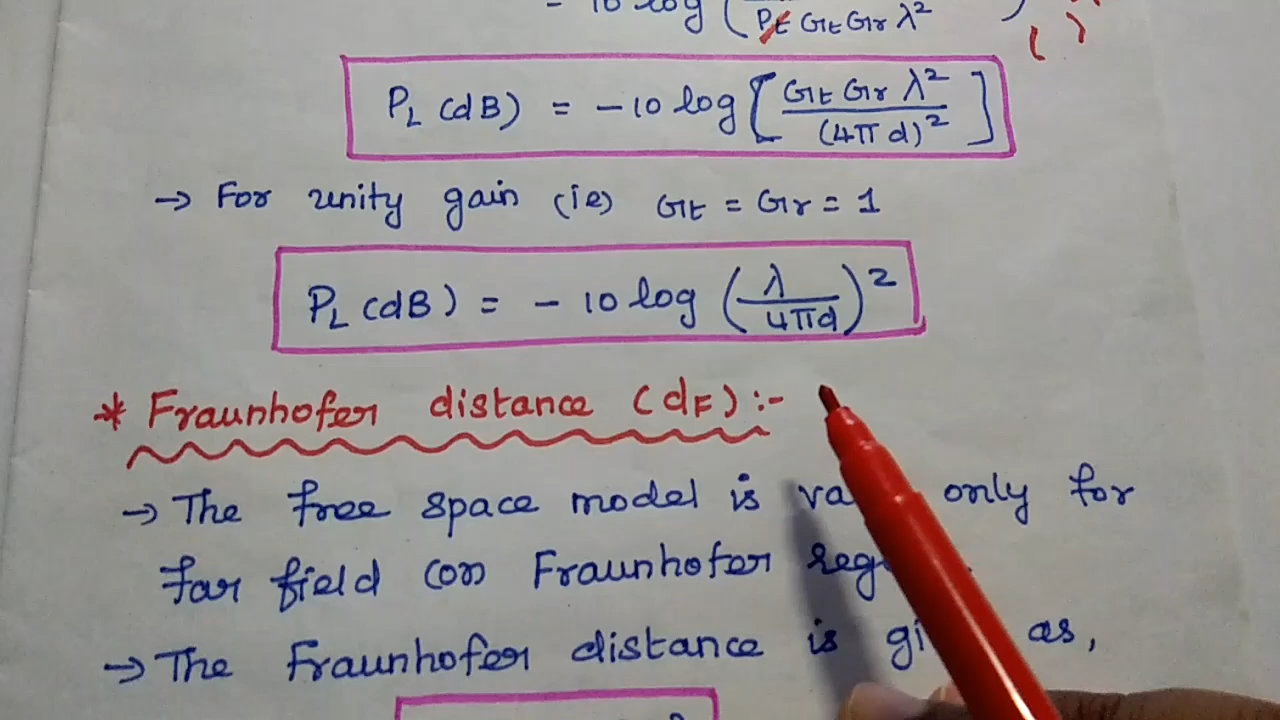 = - 10 log ( Pt Gt Gr λ²
PL (dB) = -10 log [ Gt Gr λ² / (4π d)² ]
→ For unity gain (ie) Gt = Gr = 1
PL (dB) = - 10 log ( λ / 4πd )²
* Fraunhofer distance (dF) :-
→ The free space model is only for
far field (or) Fraunhofer
→ The Fraunhofer distance is as,